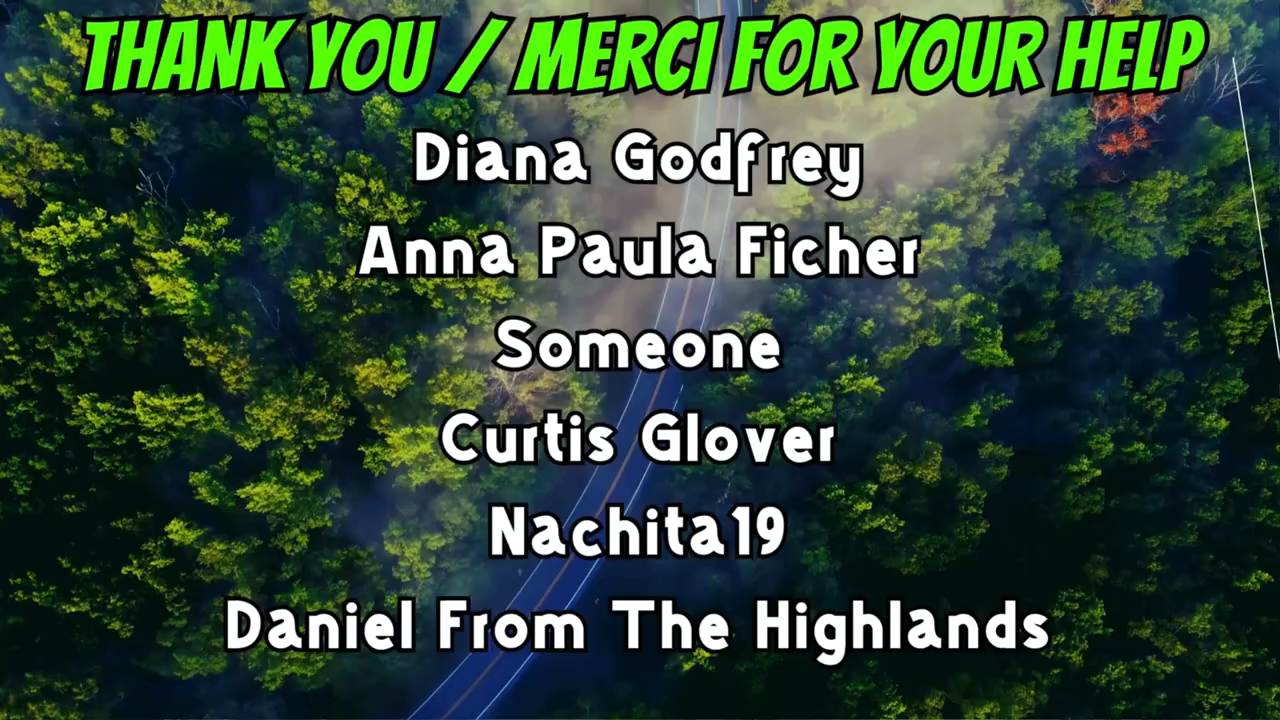 THANK YOU / MERCI FOR YOUR HELP
Diana Godfrey
Anna Paula Ficher
Someone
Curtis Glover
Nachita19
Daniel From The Highlands